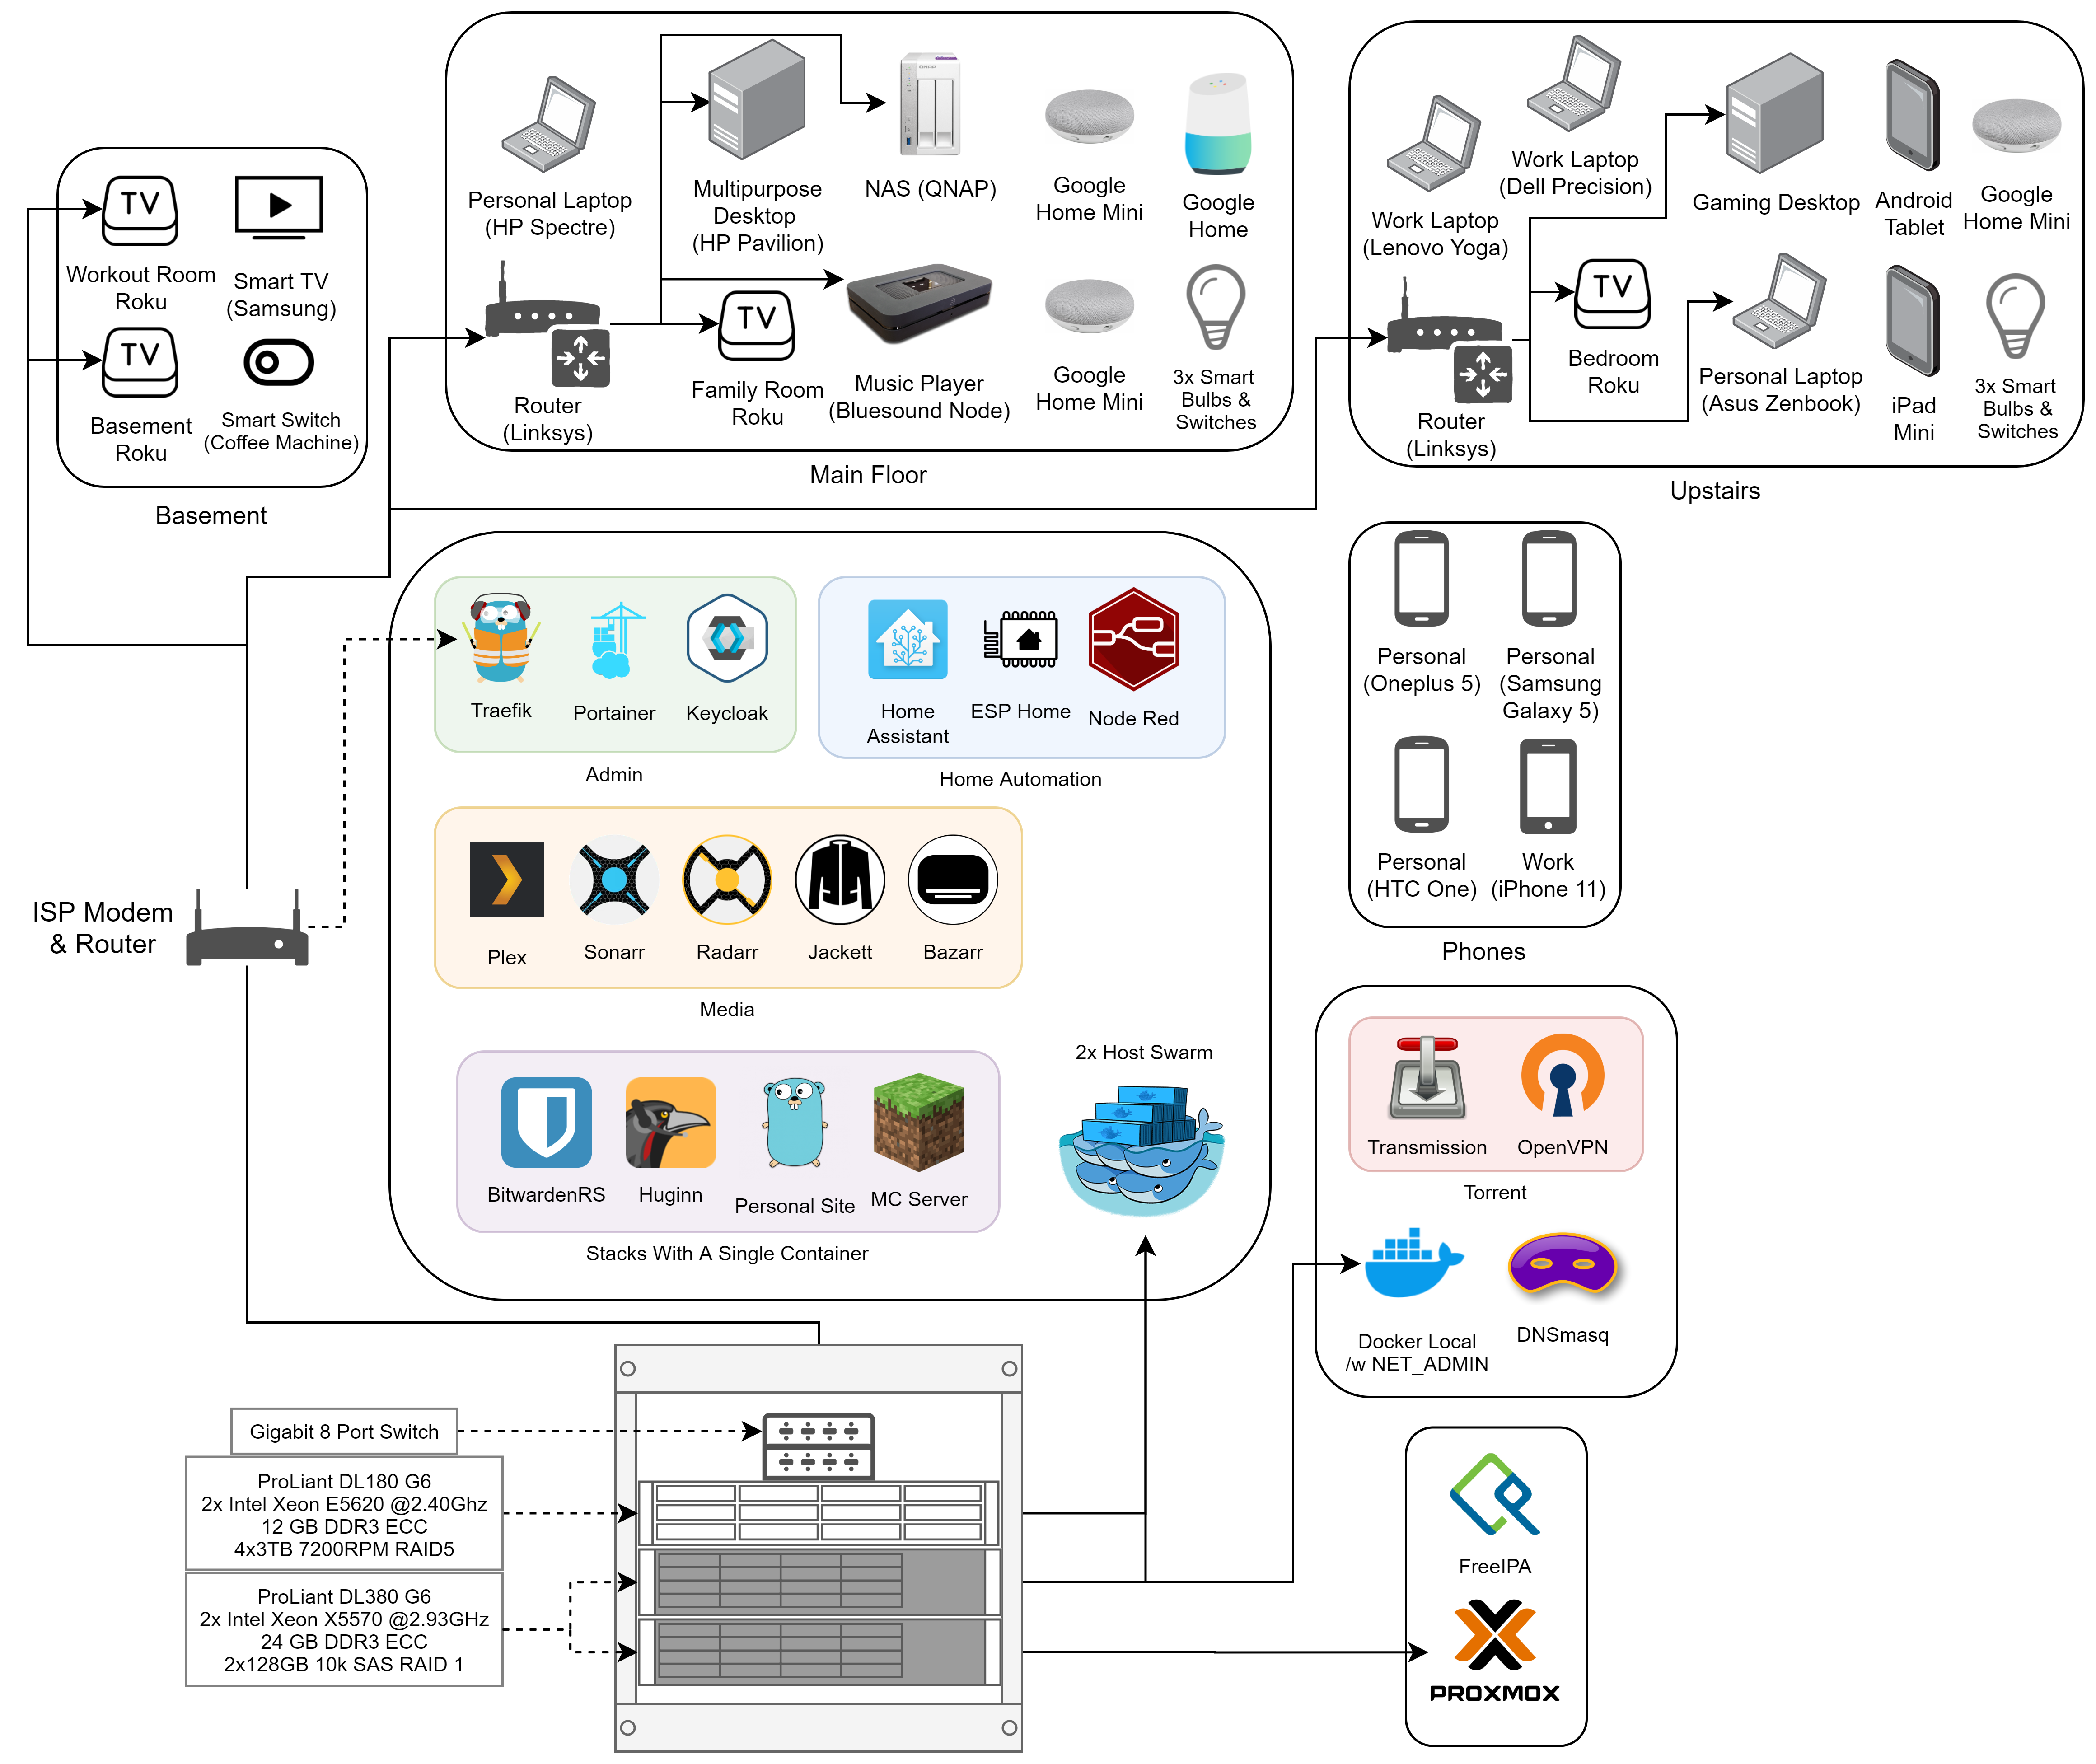 TV
Workout Room
Roku
Smart TV
(Samsung)
TV
Basement
Roku
Smart Switch
(Coffee Machine)
Basement
Personal Laptop
(HP Spectre)
Multipurpose
Desktop
(HP Pavilion)
QNAP
NAS (QNAP)
Google
Home Mini
Google
Home
Router
(Linksys)
TV
Family Room
Roku
Music Player
(Bluesound Node)
Google
Home Mini
3x Smart
Bulbs &
Switches
Main Floor
Work Laptop
(Lenovo Yoga)
Work Laptop
(Dell Precision)
Gaming Desktop
Android
Tablet
Google
Home Mini
Router
(Linksys)
TV
Bedroom
Roku
Personal Laptop
(Asus Zenbook)
iPad
Mini
3x Smart
Bulbs &
Switches
Upstairs
ISP Modem
& Router
Traefik
Portainer
Keycloak
Admin
Home
Assistant
ESP Home
Node Red
Home Automation
Plex
Sonarr
Radarr
Jackett
Bazarr
Media
BitwardenRS
Huginn
Personal Site
MC Server
Stacks With A Single Container
2x Host Swarm
Personal
(Oneplus 5)
Personal
(Samsung
Galaxy 5)
Personal
(HTC One)
Work
(iPhone 11)
Phones
Transmission
OpenVPN
Torrent
Docker Local
/w NET_ADMIN
DNSmasq
Gigabit 8 Port Switch
ProLiant DL180 G6
2x Intel Xeon E5620 @2.40Ghz
12 GB DDR3 ECC
4x3TB 7200RPM RAID5
ProLiant DL380 G6
2x Intel Xeon X5570 @2.93GHz
24 GB DDR3 ECC
2x128GB 10k SAS RAID 1
FreeIPA
PROXMOX